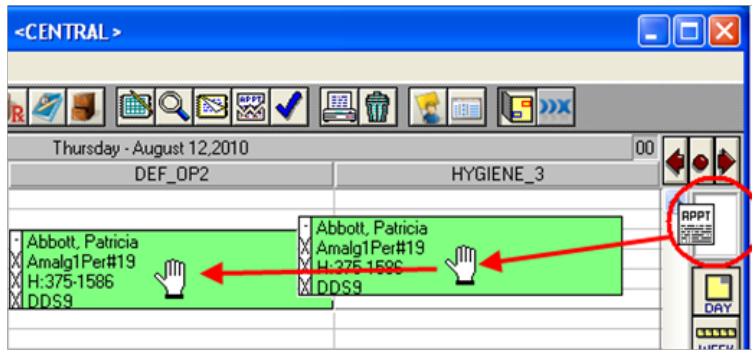 <CENTRAL>
R
APPT
Thursday - August 12,2010
00
DEF_OP2
HYGIENE_3
APPT
Abbott, Patricia
Amalg1Per#19
H:375-1586
DDS9
Abbott, Patricia
Amalg1Per#19
H:375-1586
DDS9
DAY
WEEK